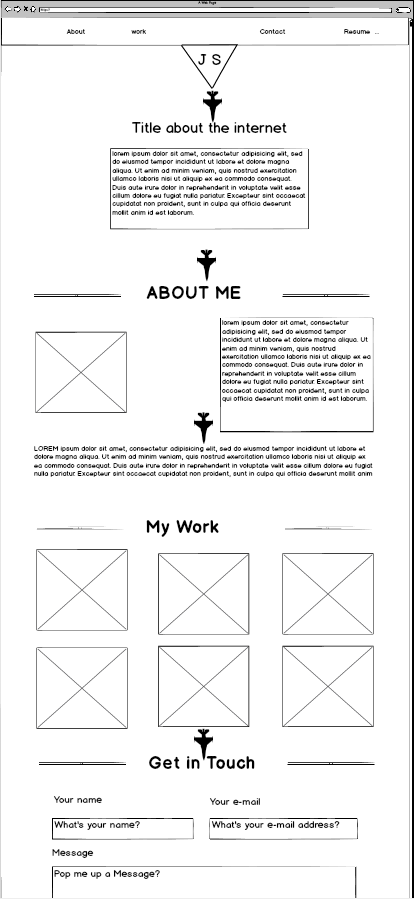 A Web Page
http://
About work Contact Resume ...
J S
Title about the internet
lorem ipsum dolor sit amet, consectetur adipisicing elit, sed
do eiusmod tempor incididunt ut labore et dolore magna
aliqua. Ut enim ad minim veniam, quis nostrud exercitation
ullamco laboris nisi ut aliquip ex ea commodo consequat.
Duis aute irure dolor in reprehenderit in voluptate velit esse
cillum dolore eu fugiat nulla pariatur. Excepteur sint occaecat
cupidatat non proident, sunt in culpa qui officia deserunt
mollit anim id est laborum.
ABOUT ME
lorem ipsum dolor sit amet, consectetur
adipisicing elit, sed do eiusmod tempor
incididunt ut labore et dolore magna aliqua. Ut
enim ad minim veniam, quis nostrud
exercitation ullamco laboris nisi ut aliquip ex ea
commodo consequat. Duis aute irure dolor in
reprehenderit in voluptate velit esse cillum
dolore eu fugiat nulla pariatur. Excepteur sint
occaecat cupidatat non proident, sunt in culpa
qui officia deserunt mollit anim id est laborum.
LOREM ipsum dolor sit amet, consectetur adipisicing elit, sed do eiusmod tempor incididunt ut labore et
dolore magna aliqua. Ut enim ad minim veniam, quis nostrud exercitation ullamco laboris nisi ut aliquip ex
ea commodo consequat. Duis aute irure dolor in reprehenderit in voluptate velit esse cillum dolore eu fugiat
nulla pariatur. Excepteur sint occaecat cupidatat non proident, sunt in culpa qui officia deserunt mollit anim
My Work
Get in Touch
Your name Your e-mail
What's your name? What's your e-mail address?
Message
Pop me up a Message?